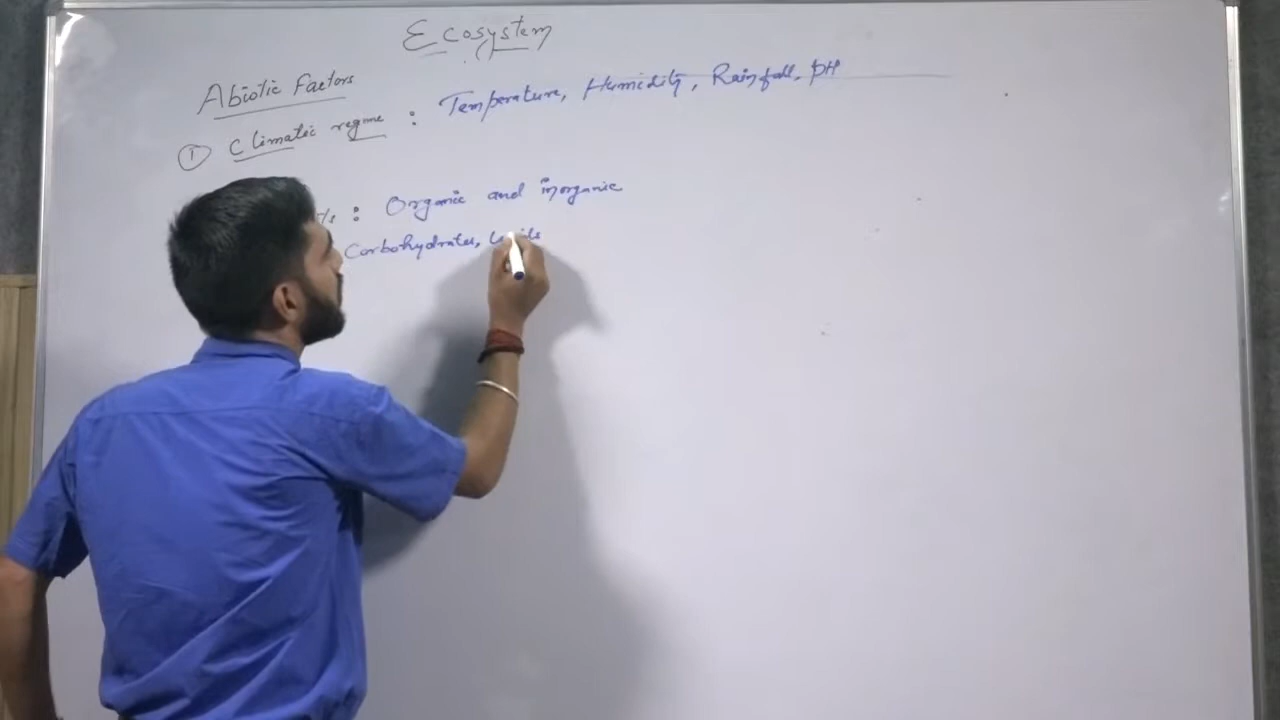 Ecosystem
Abiotic Factors
① Climatic regime : Temperature, Humidity, Rainfall, pH
: Organic and inorganic
Carbohydrates,